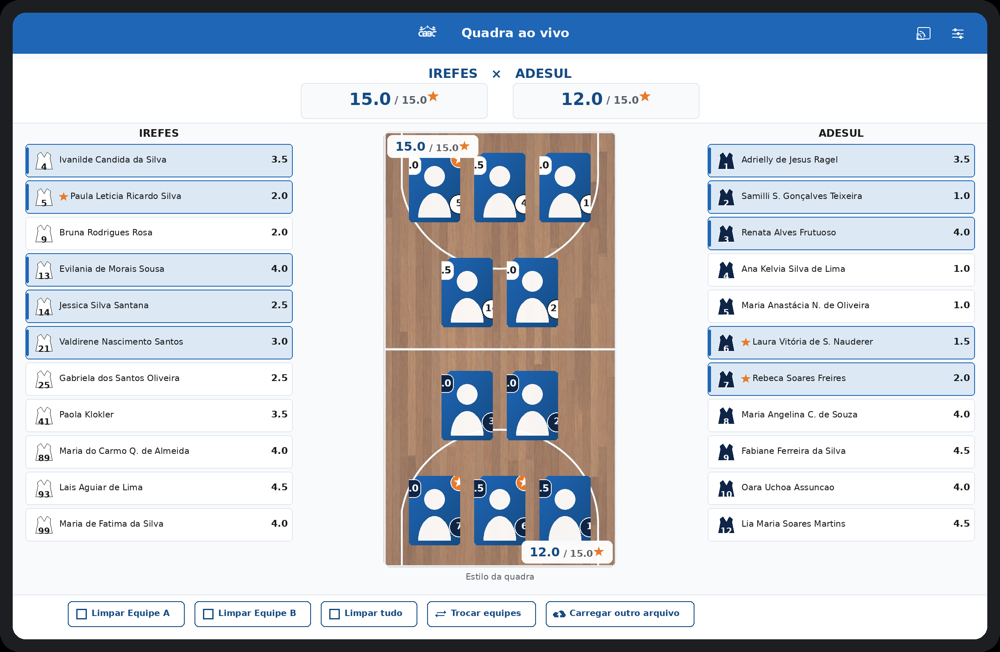 CBBC Quadra ao vivo
IREFES × ADESUL
15.0 / 15.0★ 12.0 / 15.0★
IREFES
4 Ivanilde Candida da Silva 3.5
5 ★ Paula Leticia Ricardo Silva 2.0
9 Bruna Rodrigues Rosa 2.0
13 Evilania de Morais Sousa 4.0
14 Jessica Silva Santana 2.5
21 Valdirene Nascimento Santos 3.0
25 Gabriela dos Santos Oliveira 2.5
41 Paola Klokler 3.5
89 Maria do Carmo Q. de Almeida 4.0
93 Lais Aguiar de Lima 4.5
99 Maria de Fatima da Silva 4.0
15.0 / 15.0★
.0 .5 .0
5 4 1
.5 .0
1 2
.0 .0
3 2
.0 .5 .5
7 6 1
12.0 / 15.0★
Estilo da quadra
ADESUL
1 Adrielly de Jesus Ragel 3.5
2 Samilli S. Gonçalves Teixeira 1.0
3 Renata Alves Frutuoso 4.0
4 Ana Kelvia Silva de Lima 1.0
5 Maria Anastácia N. de Oliveira 1.0
6 ★ Laura Vitória de S. Nauderer 1.5
7 ★ Rebeca Soares Freires 2.0
8 Maria Angelina C. de Souza 4.0
9 Fabiane Ferreira da Silva 4.5
10 Oara Uchoa Assuncao 4.0
12 Lia Maria Soares Martins 4.5
Limpar Equipe A Limpar Equipe B Limpar tudo Trocar equipes Carregar outro arquivo